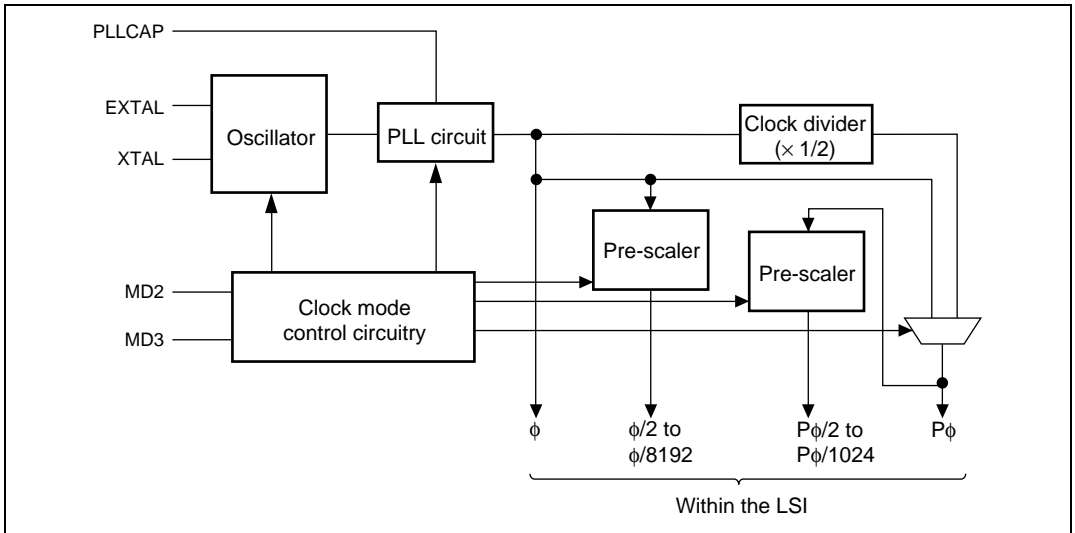 PLLCAP
EXTAL
XTAL
Oscillator
PLL circuit
Clock divider
(× 1/2)
Pre-scaler
Pre-scaler
MD2
MD3
Clock mode
control circuitry
ϕ
ϕ/2 to
ϕ/8192
Pϕ/2 to
Pϕ/1024
Pϕ
Within the LSI